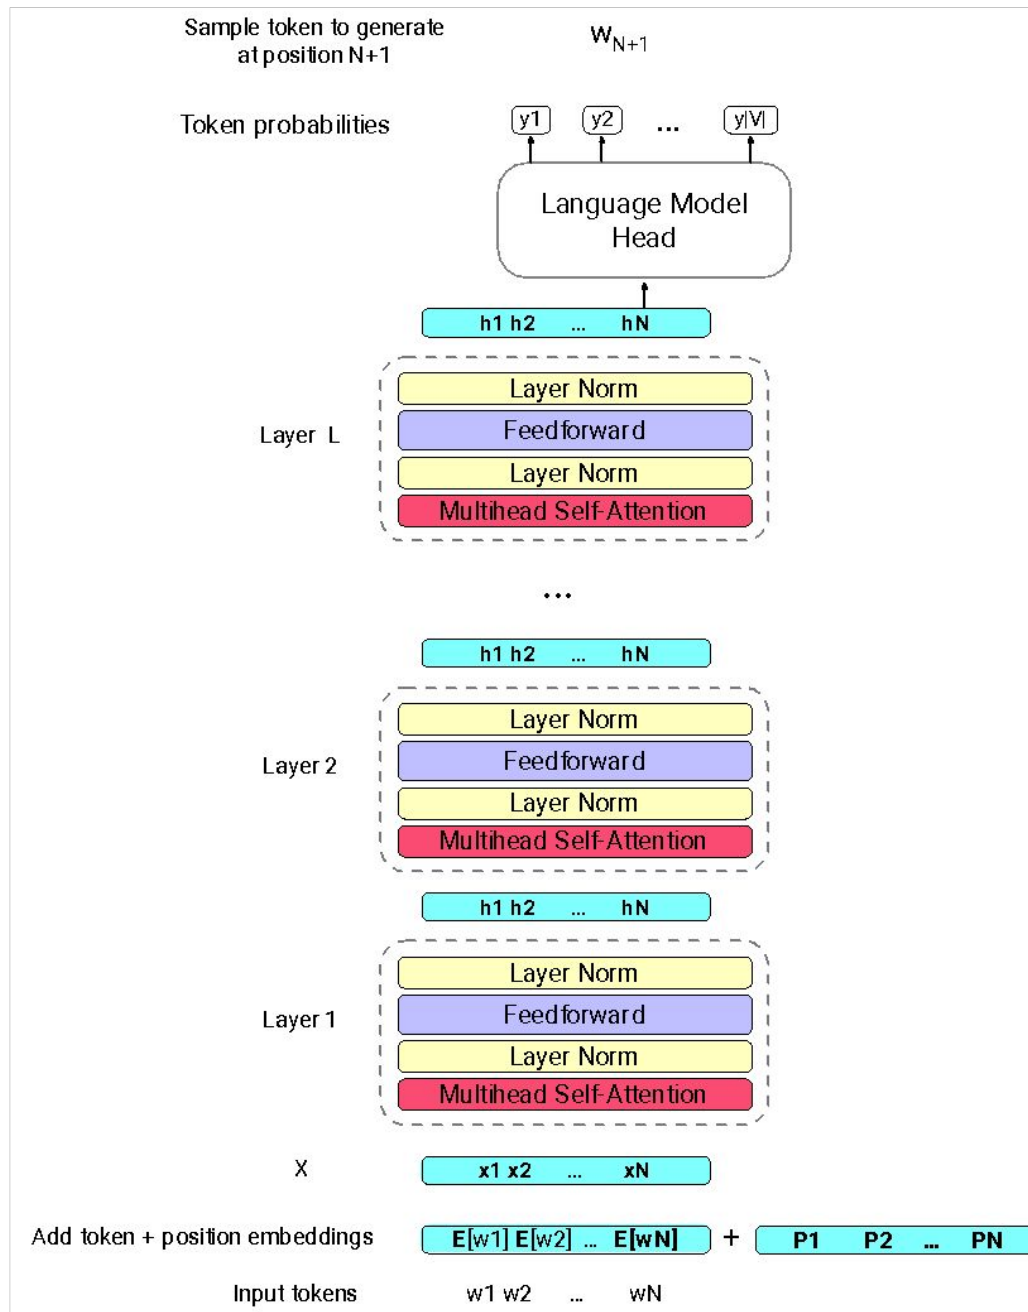 Sample token to generate
at position N+1
w_{N+1}
Token probabilities
y1 y2 ... y|V|
Language Model
Head
h1 h2 ... hN
Layer L
Layer Norm
Feedforward
Layer Norm
Multihead Self-Attention
...
h1 h2 ... hN
Layer 2
Layer Norm
Feedforward
Layer Norm
Multihead Self-Attention
h1 h2 ... hN
Layer 1
Layer Norm
Feedforward
Layer Norm
Multihead Self-Attention
X x1 x2 ... xN
Add token + position embeddings E[w1] E[w2] ... E[wN] + P1 P2 ... PN
Input tokens w1 w2 ... wN